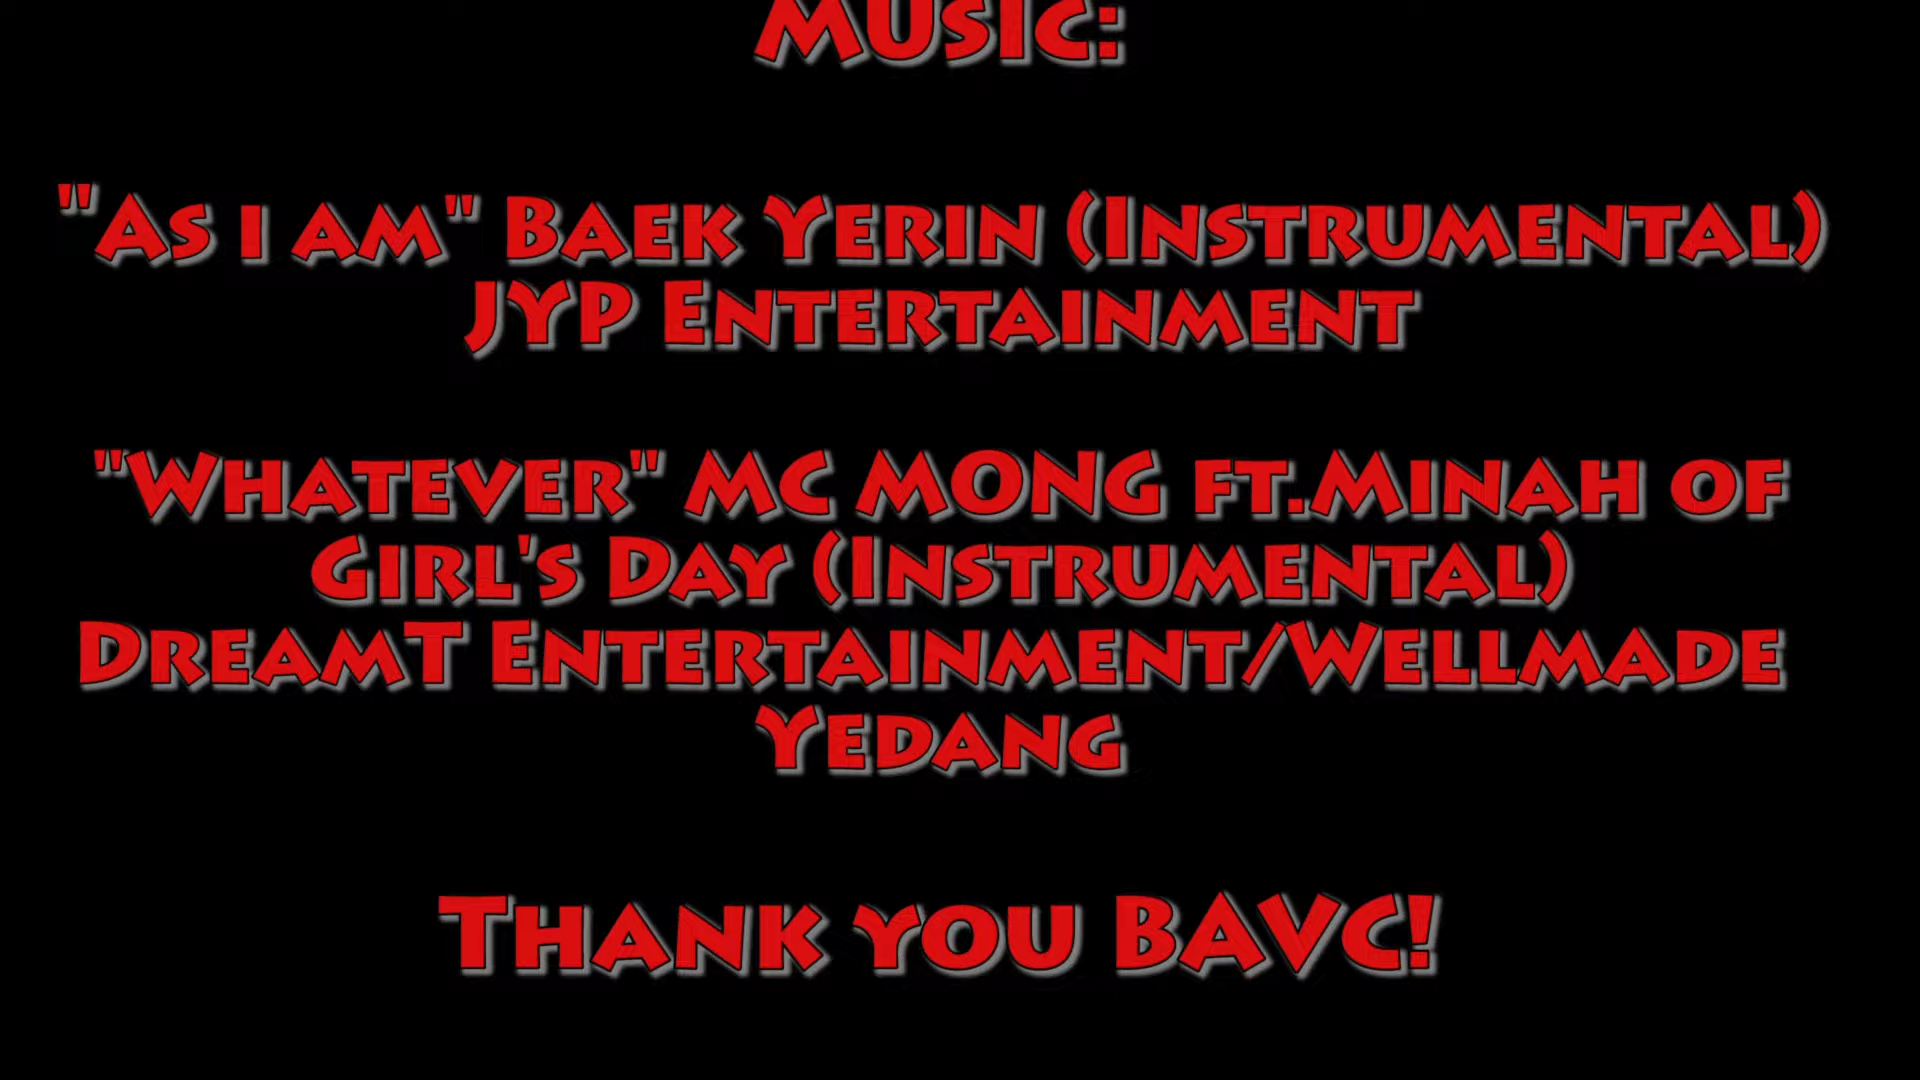 Music:
"As i am" Baek Yerin (Instrumental)
JYP Entertainment
"Whatever" MC MONG ft.Minah of
Girl's Day (Instrumental)
DreamT Entertainment/Wellmade
Yedang
Thank you BAVC!